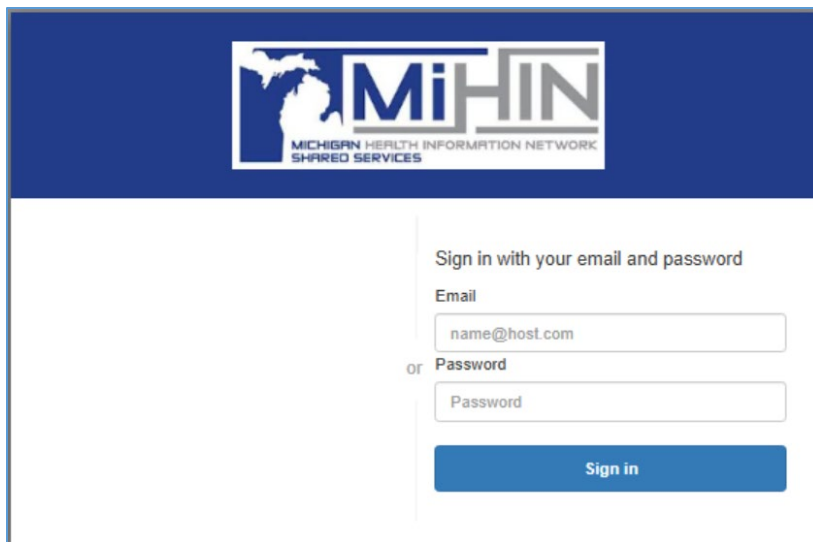 MiHIN
MICHIGAN HEALTH INFORMATION NETWORK
SHARED SERVICES
Sign in with your email and password
Email
name@host.com
or
Password
Password
Sign in